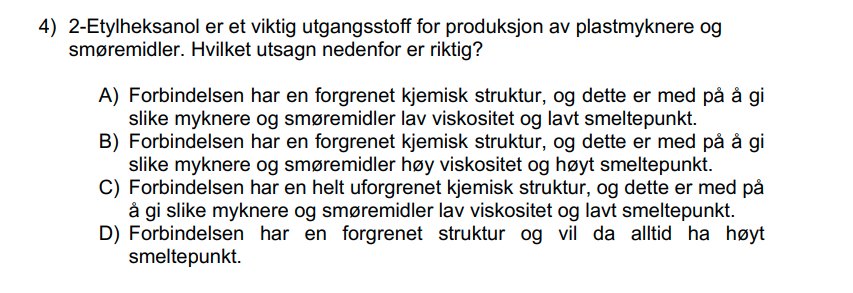 4) 2-Etylheksanol er et viktig utgangsstoff for produksjon av plastmyknere og
smøremidler. Hvilket utsagn nedenfor er riktig?
A) Forbindelsen har en forgrenet kjemisk struktur, og dette er med på å gi
slike myknere og smøremidler lav viskositet og lavt smeltepunkt.
B) Forbindelsen har en forgrenet kjemisk struktur, og dette er med på å gi
slike myknere og smøremidler høy viskositet og høyt smeltepunkt.
C) Forbindelsen har en helt uforgrenet kjemisk struktur, og dette er med på
å gi slike myknere og smøremidler lav viskositet og lavt smeltepunkt.
D) Forbindelsen har en forgrenet struktur og vil da alltid ha høyt
smeltepunkt.